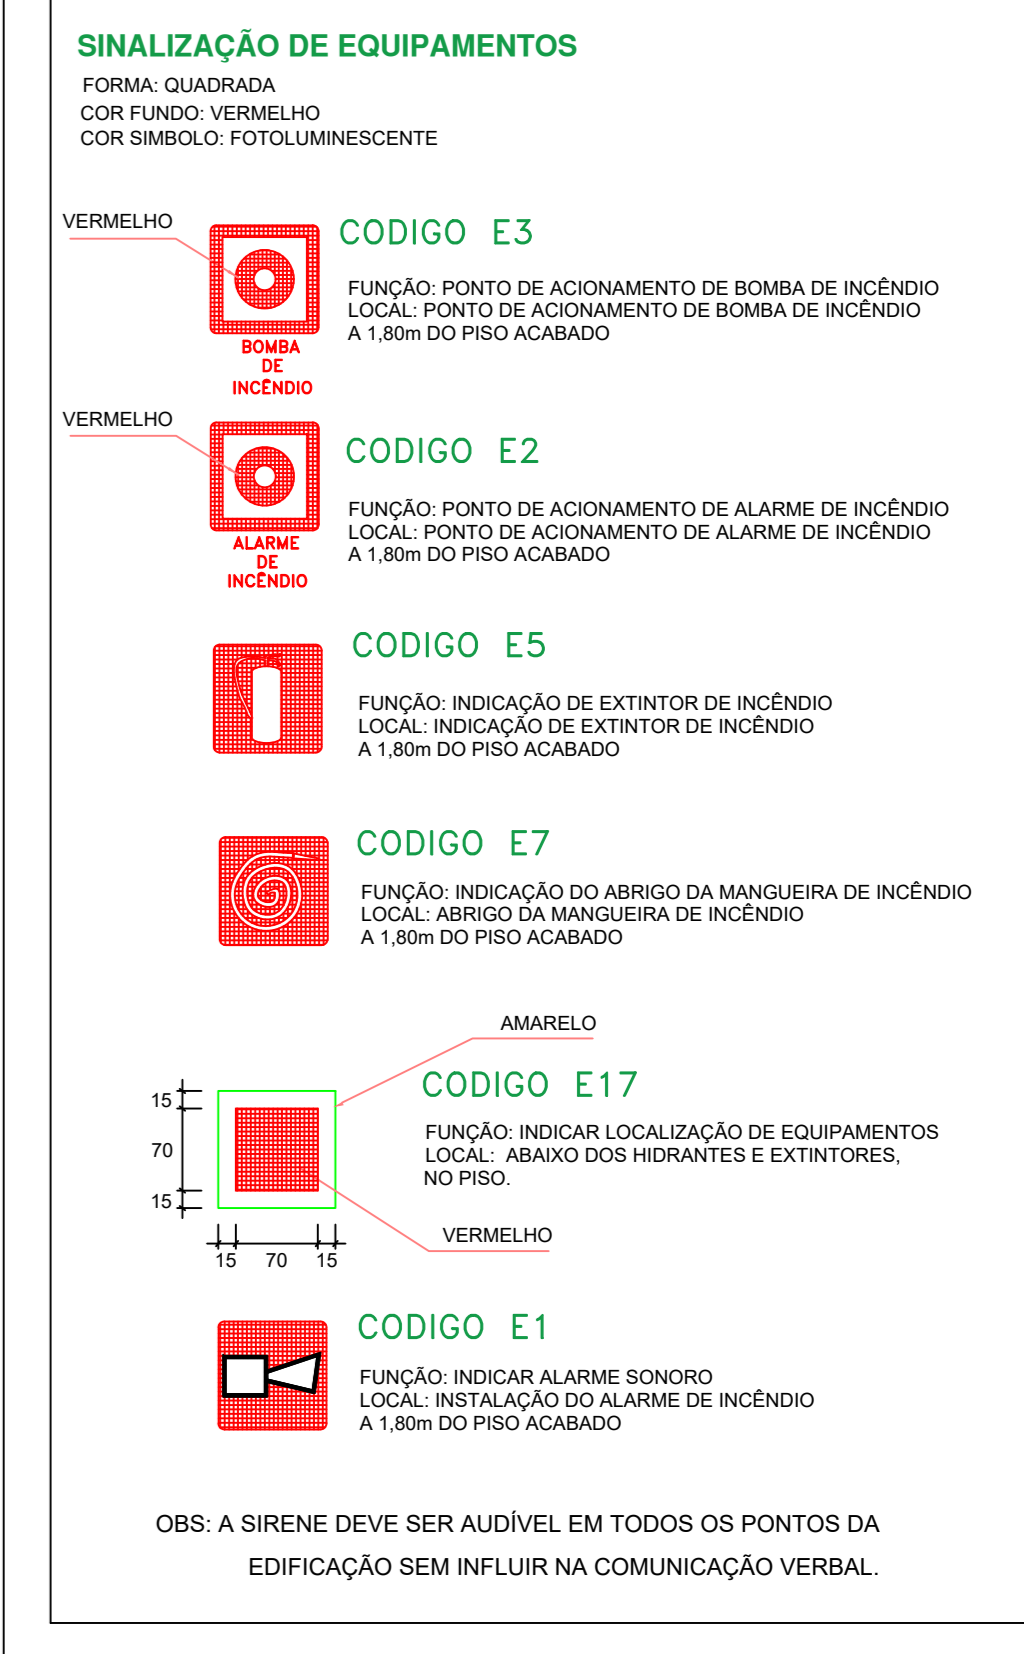 SINALIZAÇÃO DE EQUIPAMENTOS
FORMA: QUADRADA
COR FUNDO: VERMELHO
COR SIMBOLO: FOTOLUMINESCENTE
VERMELHO
CODIGO E3
FUNÇÃO: PONTO DE ACIONAMENTO DE BOMBA DE INCÊNDIO
LOCAL: PONTO DE ACIONAMENTO DE BOMBA DE INCÊNDIO
A 1,80m DO PISO ACABADO
BOMBA
DE
INCÊNDIO
VERMELHO
CODIGO E2
FUNÇÃO: PONTO DE ACIONAMENTO DE ALARME DE INCÊNDIO
LOCAL: PONTO DE ACIONAMENTO DE ALARME DE INCÊNDIO
A 1,80m DO PISO ACABADO
ALARME
DE
INCÊNDIO
CODIGO E5
FUNÇÃO: INDICAÇÃO DE EXTINTOR DE INCÊNDIO
LOCAL: INDICAÇÃO DE EXTINTOR DE INCÊNDIO
A 1,80m DO PISO ACABADO
CODIGO E7
FUNÇÃO: INDICAÇÃO DO ABRIGO DA MANGUEIRA DE INCÊNDIO
LOCAL: ABRIGO DA MANGUEIRA DE INCÊNDIO
A 1,80m DO PISO ACABADO
AMARELO
CODIGO E17
15
70
15
FUNÇÃO: INDICAR LOCALIZAÇÃO DE EQUIPAMENTOS
LOCAL: ABAIXO DOS HIDRANTES E EXTINTORES,
NO PISO.
VERMELHO
15 70 15
CODIGO E1
FUNÇÃO: INDICAR ALARME SONORO
LOCAL: INSTALAÇÃO DO ALARME DE INCÊNDIO
A 1,80m DO PISO ACABADO
OBS: A SIRENE DEVE SER AUDÍVEL EM TODOS OS PONTOS DA
EDIFICAÇÃO SEM INFLUIR NA COMUNICAÇÃO VERBAL.